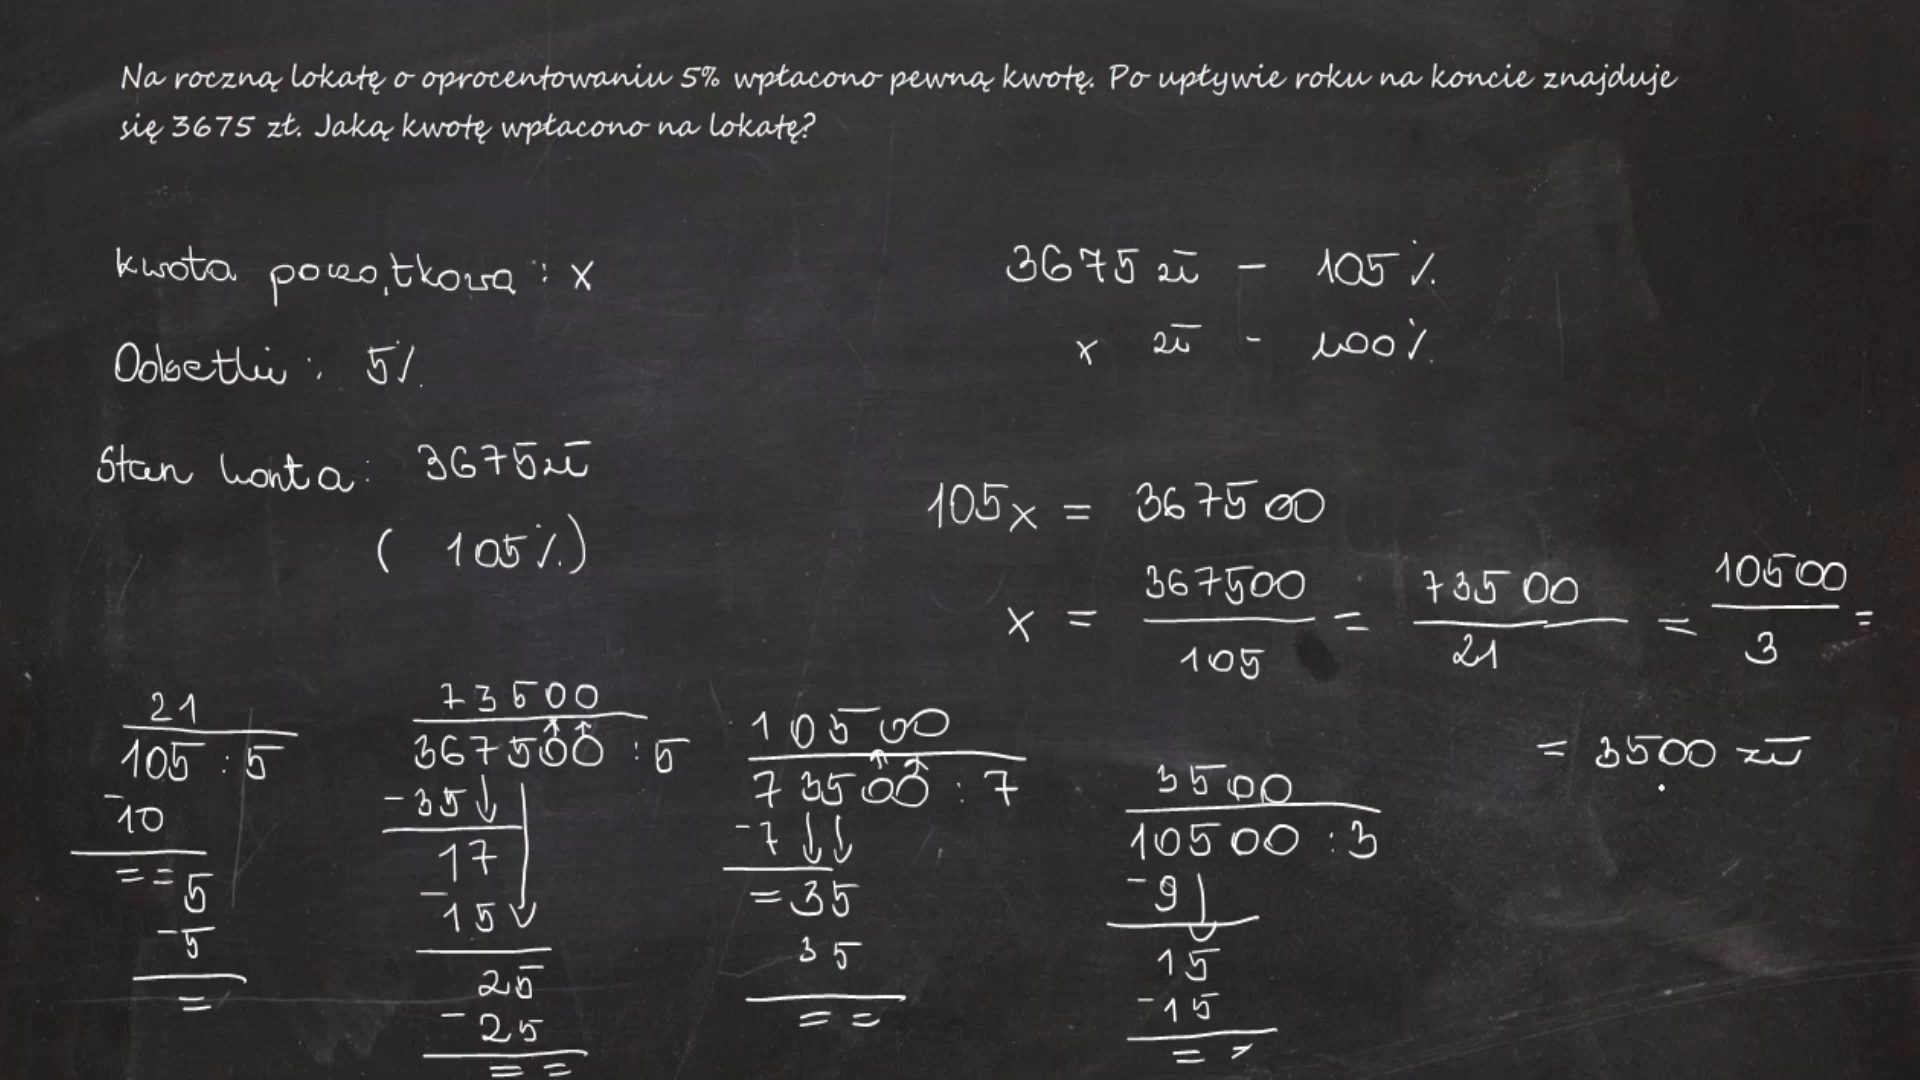 Na roczną lokatę o oprocentowaniu 5% wpłacono pewną kwotę. Po upływie roku na koncie znajduje
się 3675 zł. Jaką kwotę wpłacono na lokatę?
kwota początkowa : x
Odsetki : 5%
Stan konta: 3675 zł
( 105%)
3675 zł - 105%
x zł - 100%
105x = 367500
x = 367500/105 = 73500/21 = 10500/3 =
= 3500 zł
21
105 : 5
-10
= = 5
-5
=
73500
367500 : 5
-35
17
-15
25
-25
= =
10500
73500 : 7
-7
= 35
35
= =
3500
10500 : 3
-9
15
-15
= =